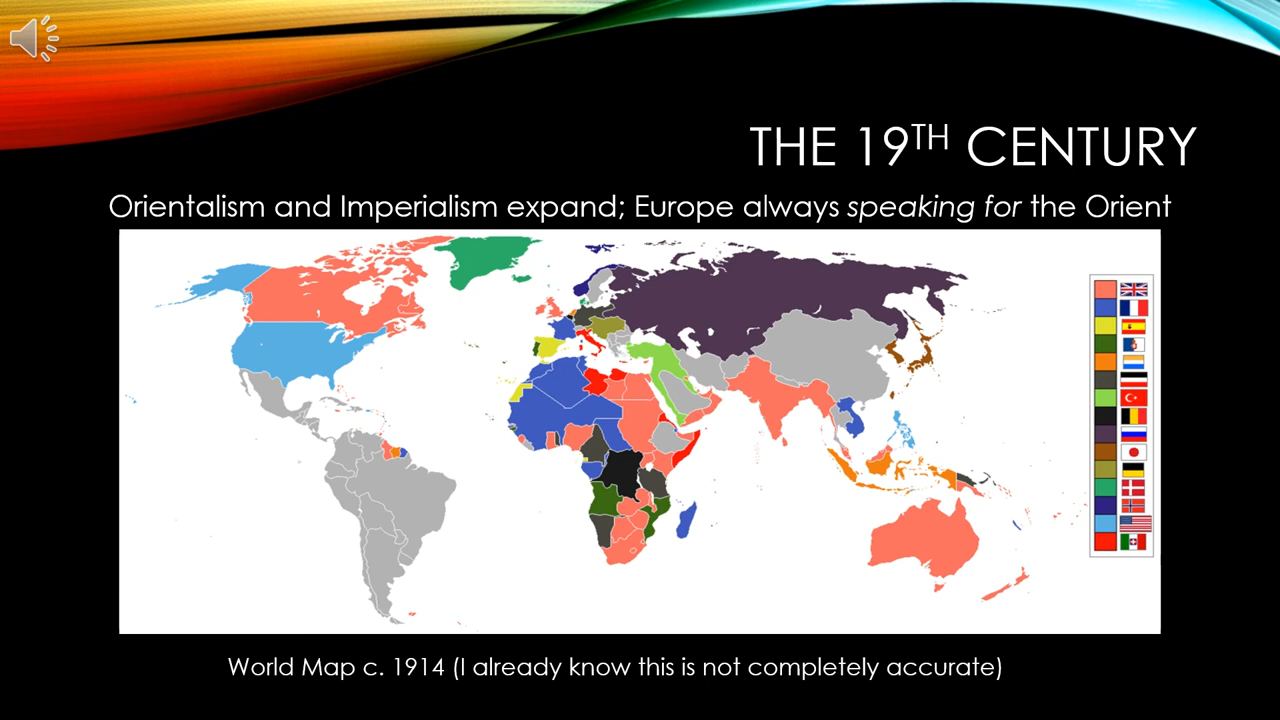 THE 19TH CENTURY
Orientalism and Imperialism expand; Europe always speaking for the Orient
World Map c. 1914 (I already know this is not completely accurate)